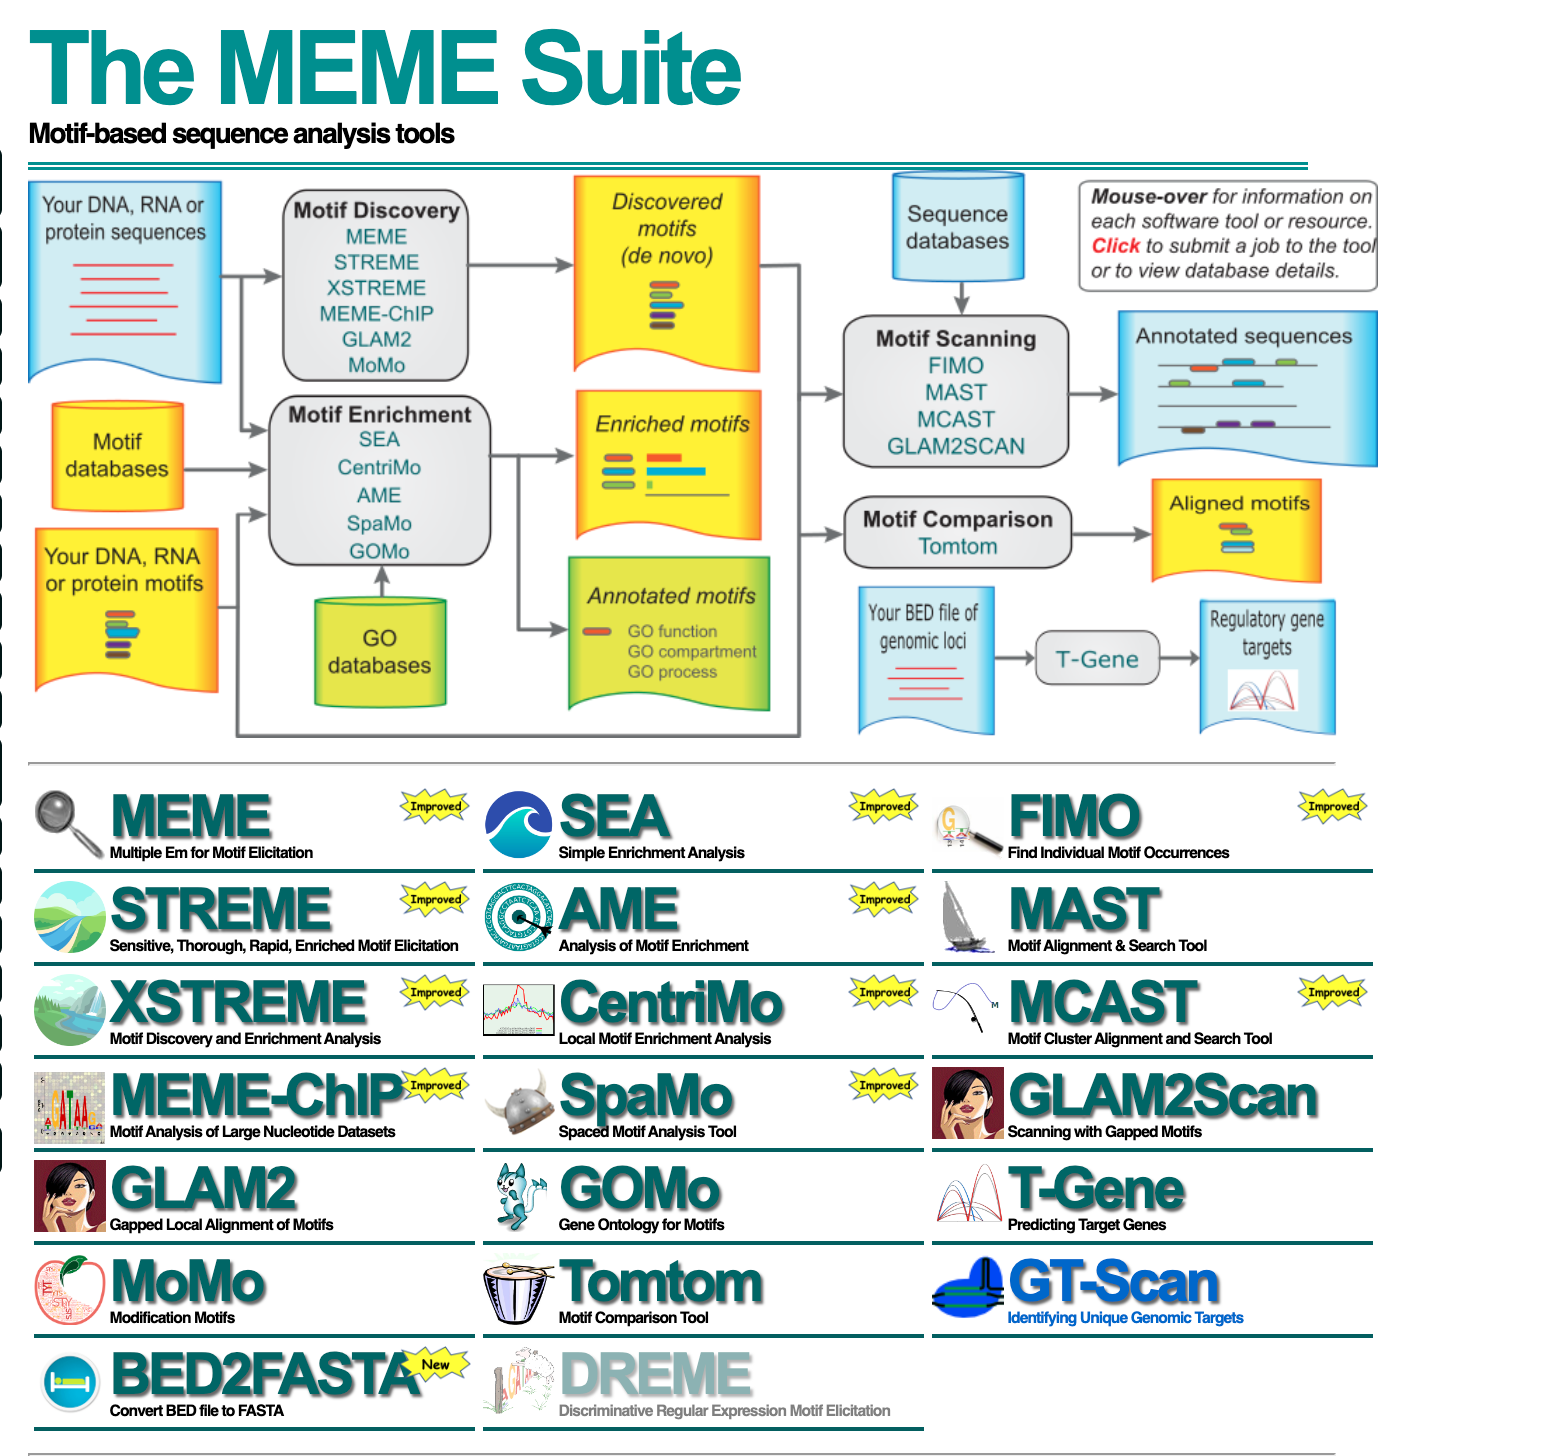 The MEME Suite
Motif-based sequence analysis tools
Your DNA, RNA or
protein sequences
Motif Discovery
MEME
STREME
XSTREME
MEME-ChIP
GLAM2
MoMo
Discovered
motifs
(de novo)
Sequence
databases
Mouse-over for information on
each software tool or resource.
Click to submit a job to the tool
or to view database details.
Motif
databases
Motif Enrichment
SEA
CentriMo
AME
SpaMo
GOMo
Enriched motifs
Motif Scanning
FIMO
MAST
MCAST
GLAM2SCAN
Annotated sequences
Your DNA, RNA
or protein motifs
GO
databases
Annotated motifs
GO function
GO compartment
GO process
Motif Comparison
Tomtom
Aligned motifs
Your BED file of
genomic loci
T-Gene
Regulatory gene
targets
MEME
Improved
Multiple Em for Motif Elicitation
SEA
Improved
Simple Enrichment Analysis
FIMO
Improved
Find Individual Motif Occurrences
STREME
Improved
Sensitive, Thorough, Rapid, Enriched Motif Elicitation
AME
Improved
Analysis of Motif Enrichment
MAST
Motif Alignment & Search Tool
XSTREME
Improved
Motif Discovery and Enrichment Analysis
CentriMo
Improved
Local Motif Enrichment Analysis
MCAST
Improved
Motif Cluster Alignment and Search Tool
MEME-ChIP
Improved
Motif Analysis of Large Nucleotide Datasets
SpaMo
Improved
Spaced Motif Analysis Tool
GLAM2Scan
Scanning with Gapped Motifs
GLAM2
Gapped Local Alignment of Motifs
GOMo
Gene Ontology for Motifs
T-Gene
Predicting Target Genes
MoMo
Modification Motifs
Tomtom
Motif Comparison Tool
GT-Scan
Identifying Unique Genomic Targets
BED2FASTA
New
Convert BED file to FASTA
DREME
Discriminative Regular Expression Motif Elicitation